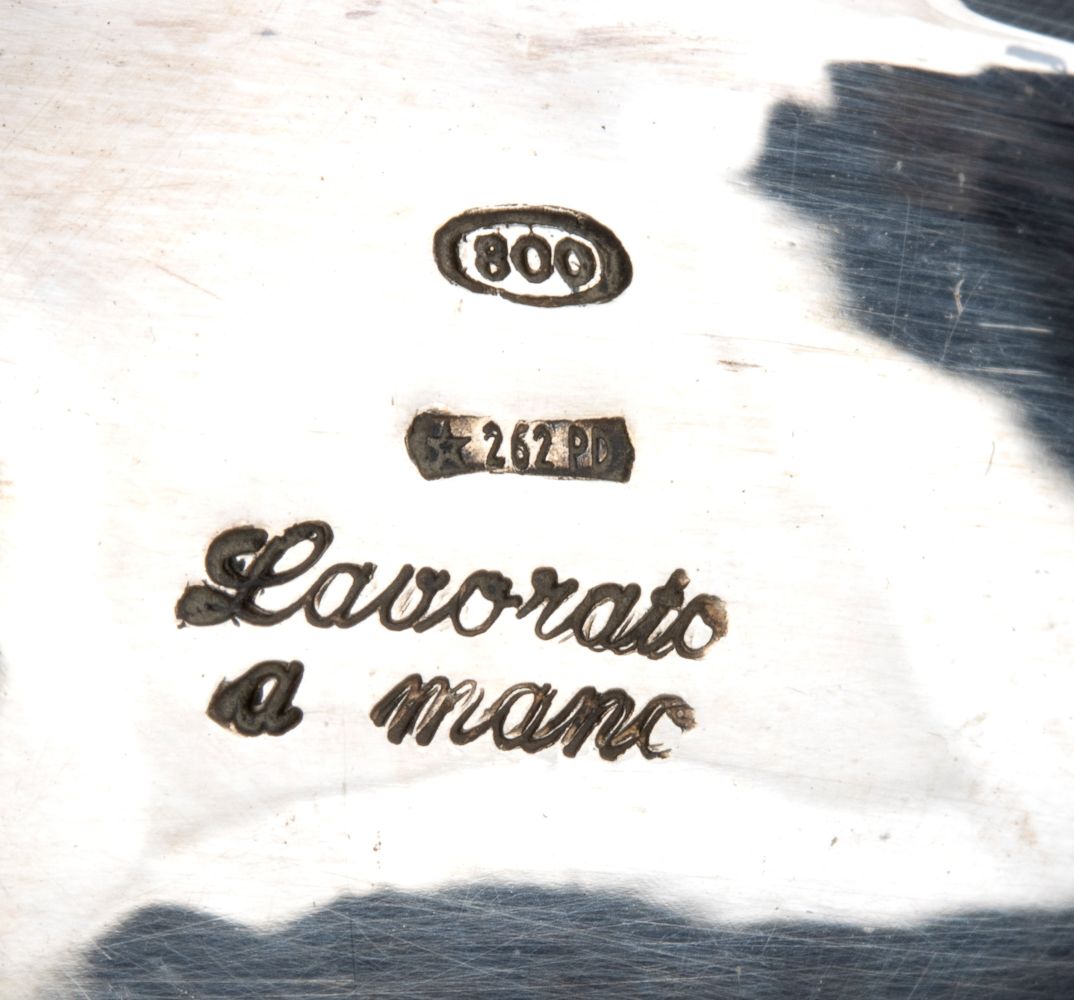 800
★ 262 PD
Lavorato
a mano